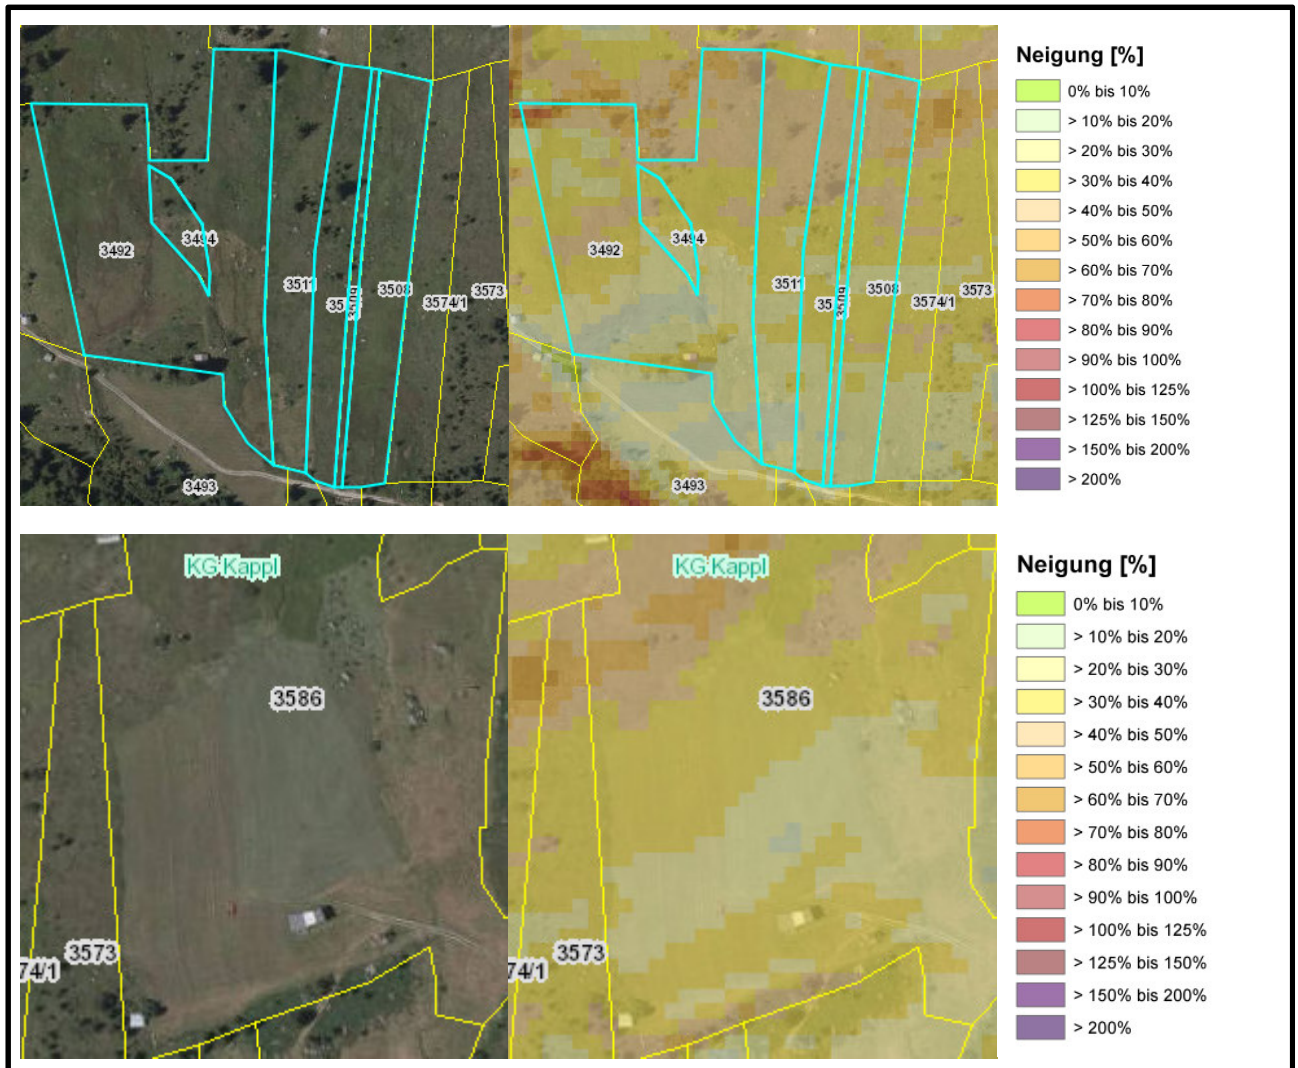 3492
3494
3511
351
3509
3508
3574/1
3573
3493
3492
3494
3511
351
3509
3508
3574/1
3573
3493
Neigung [%]
0% bis 10%
> 10% bis 20%
> 20% bis 30%
> 30% bis 40%
> 40% bis 50%
> 50% bis 60%
> 60% bis 70%
> 70% bis 80%
> 80% bis 90%
> 90% bis 100%
> 100% bis 125%
> 125% bis 150%
> 150% bis 200%
> 200%
KG Kappl
3586
3573
74/1
KG Kappl
3586
3573
74/1
Neigung [%]
0% bis 10%
> 10% bis 20%
> 20% bis 30%
> 30% bis 40%
> 40% bis 50%
> 50% bis 60%
> 60% bis 70%
> 70% bis 80%
> 80% bis 90%
> 90% bis 100%
> 100% bis 125%
> 125% bis 150%
> 150% bis 200%
> 200%